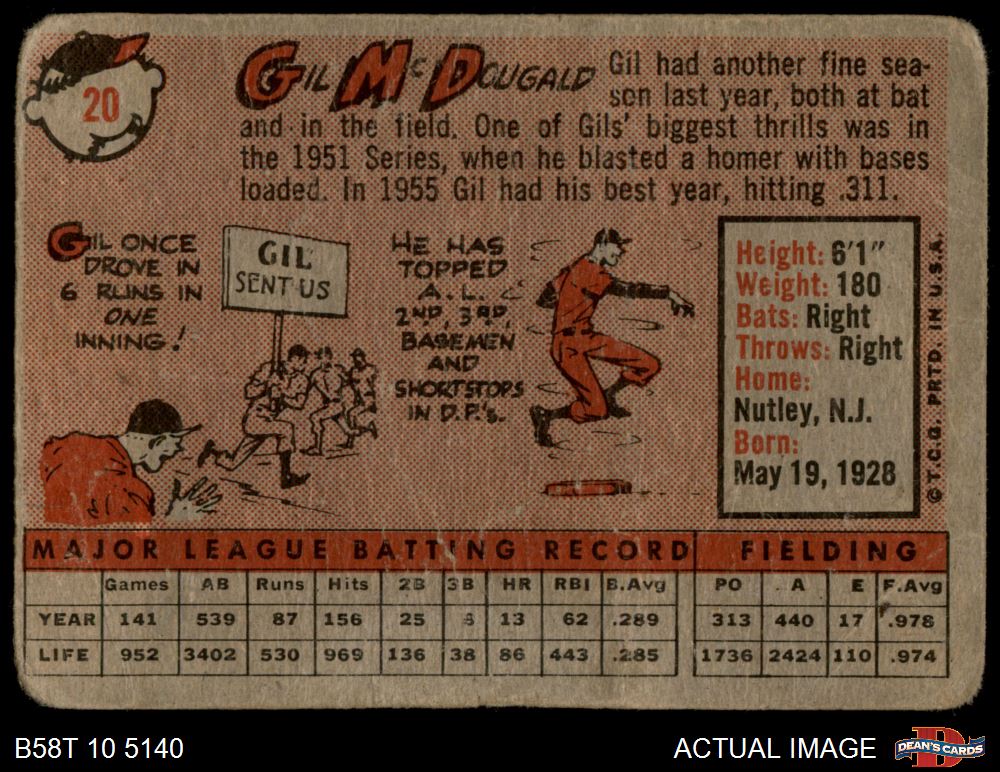 20
GIL McDOUGALD
Gil had another fine sea-
son last year, both at bat
and in the field. One of Gils' biggest thrills was in
the 1951 Series, when he blasted a homer with bases
loaded. In 1955 Gil had his best year, hitting .311.
GIL ONCE
DROVE IN
6 RUNS IN
ONE
INNING!
GIL
SENT US
HE HAS
TOPPED
A.L.
2ND, 3RD,
BASEMEN
AND
SHORTSTOPS
IN D.P.'s.
Height: 6'1"
Weight: 180
Bats: Right
Throws: Right
Home:
Nutley, N.J.
Born:
May 19, 1928
©T.C.G. PRTD. IN U.S.A.
MAJOR LEAGUE BATTING RECORD FIELDING
Games AB Runs Hits 2B 3B HR RBI B.Avg PO A E F.Avg
YEAR 141 539 87 156 25 13 62 .289 313 440 17 .978
LIFE 952 3402 530 969 136 38 86 443 .285 1736 2424 110 .974
B58T 10 5140
ACTUAL IMAGE
DEAN'S CARDS